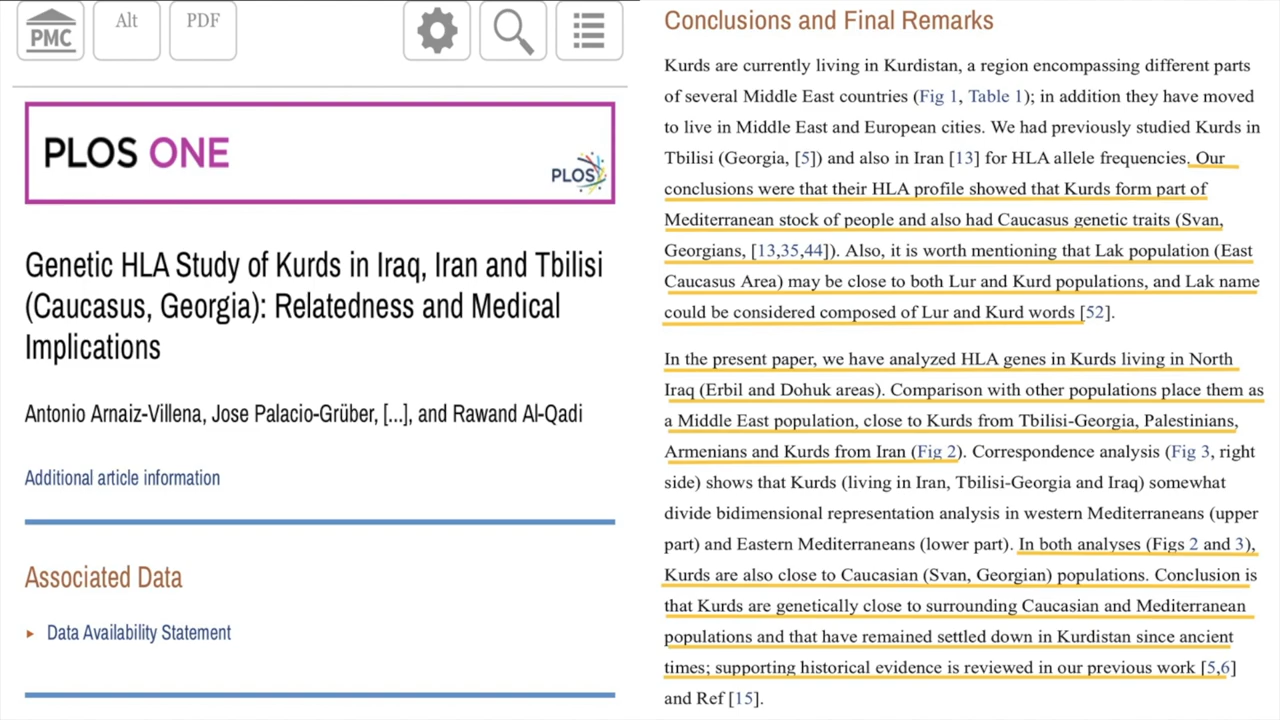 PMC
Alt
PDF
PLOS ONE
PLOS
Genetic HLA Study of Kurds in Iraq, Iran and Tbilisi
(Caucasus, Georgia): Relatedness and Medical
Implications
Antonio Arnaiz-Villena, Jose Palacio-Grüber, [...], and Rawand Al-Qadi
Additional article information
Associated Data
Data Availability Statement
Conclusions and Final Remarks
Kurds are currently living in Kurdistan, a region encompassing different parts
of several Middle East countries (Fig 1, Table 1); in addition they have moved
to live in Middle East and European cities. We had previously studied Kurds in
Tbilisi (Georgia, [5]) and also in Iran [13] for HLA allele frequencies. Our
conclusions were that their HLA profile showed that Kurds form part of
Mediterranean stock of people and also had Caucasus genetic traits (Svan,
Georgians, [13,35,44]). Also, it is worth mentioning that Lak population (East
Caucasus Area) may be close to both Lur and Kurd populations, and Lak name
could be considered composed of Lur and Kurd words [52].
In the present paper, we have analyzed HLA genes in Kurds living in North
Iraq (Erbil and Dohuk areas). Comparison with other populations place them as
a Middle East population, close to Kurds from Tbilisi-Georgia, Palestinians,
Armenians and Kurds from Iran (Fig 2). Correspondence analysis (Fig 3, right
side) shows that Kurds (living in Iran, Tbilisi-Georgia and Iraq) somewhat
divide bidimensional representation analysis in western Mediterraneans (upper
part) and Eastern Mediterraneans (lower part). In both analyses (Figs 2 and 3),
Kurds are also close to Caucasian (Svan, Georgian) populations. Conclusion is
that Kurds are genetically close to surrounding Caucasian and Mediterranean
populations and that have remained settled down in Kurdistan since ancient
times; supporting historical evidence is reviewed in our previous work [5,6]
and Ref [15].